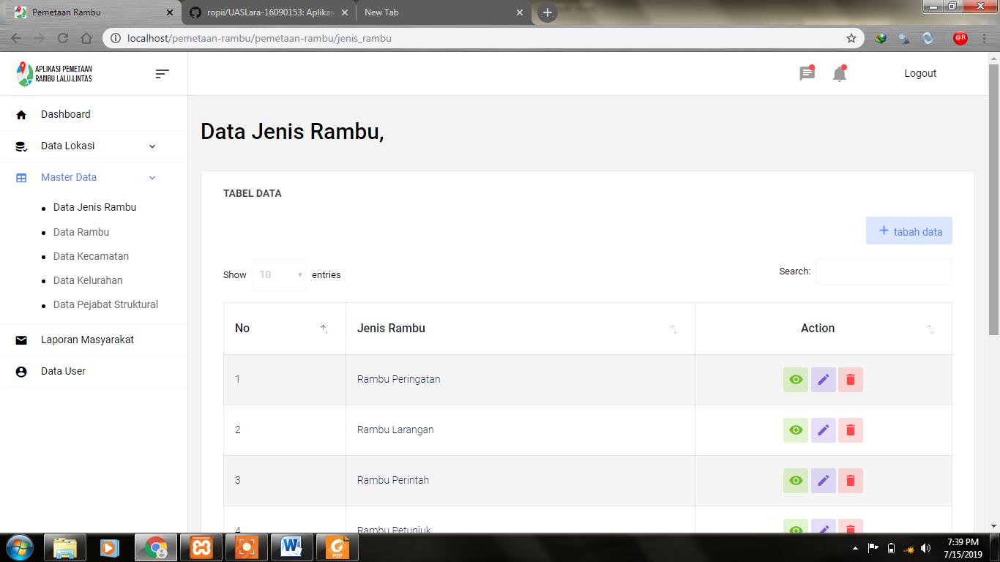 Pemetaan Rambu
ropii/UASLara-16090153: Aplikas
New Tab
localhost/pemetaan-rambu/pemetaan-rambu/jenis_rambu
@R
APLIKASI PEMETAAN
RAMBU LALU-LINTAS
Logout
Dashboard
Data Lokasi
Master Data
Data Jenis Rambu
Data Rambu
Data Kecamatan
Data Kelurahan
Data Pejabat Struktural
Laporan Masyarakat
Data User
Data Jenis Rambu,
TABEL DATA
+ tabah data
Show 10 entries
Search:
No Jenis Rambu Action
1 Rambu Peringatan
2 Rambu Larangan
3 Rambu Perintah
4 Rambu Petunjuk
PDF
7:39 PM
7/15/2019